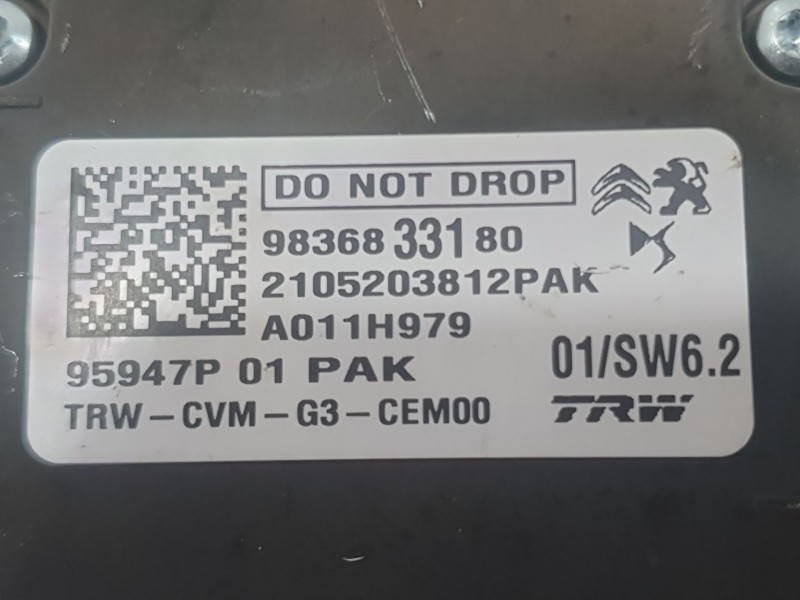 DO NOT DROP
98368 331 80
2105203812PAK
A011H979
95947P 01 PAK
01/SW6.2
TRW-CVM-G3-CEM00
TRW